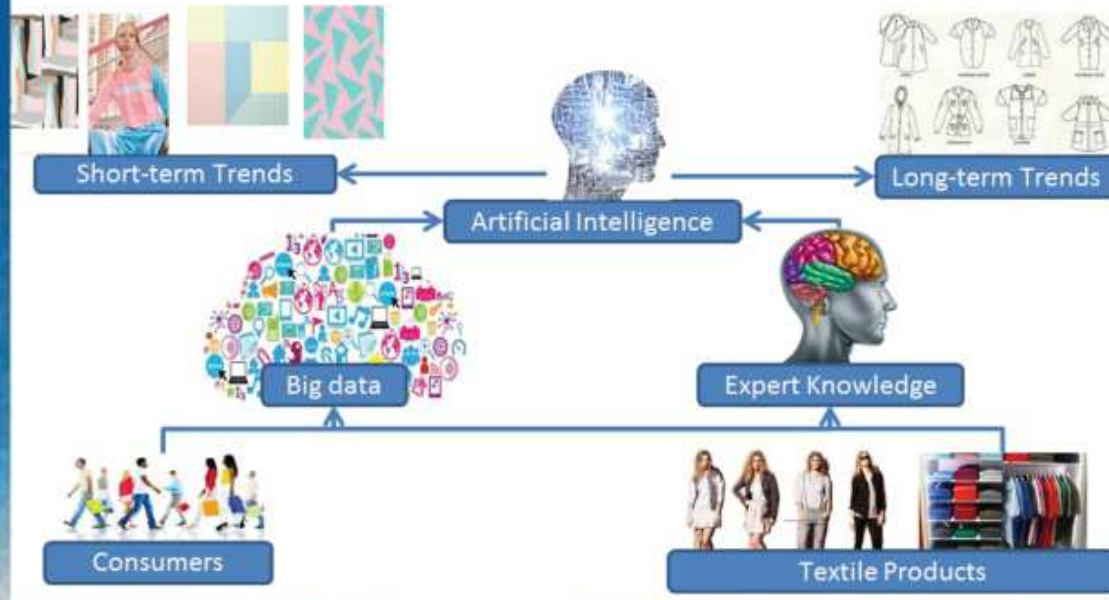 Short-term Trends
Long-term Trends
Artificial Intelligence
Big data
Expert Knowledge
Consumers
Textile Products